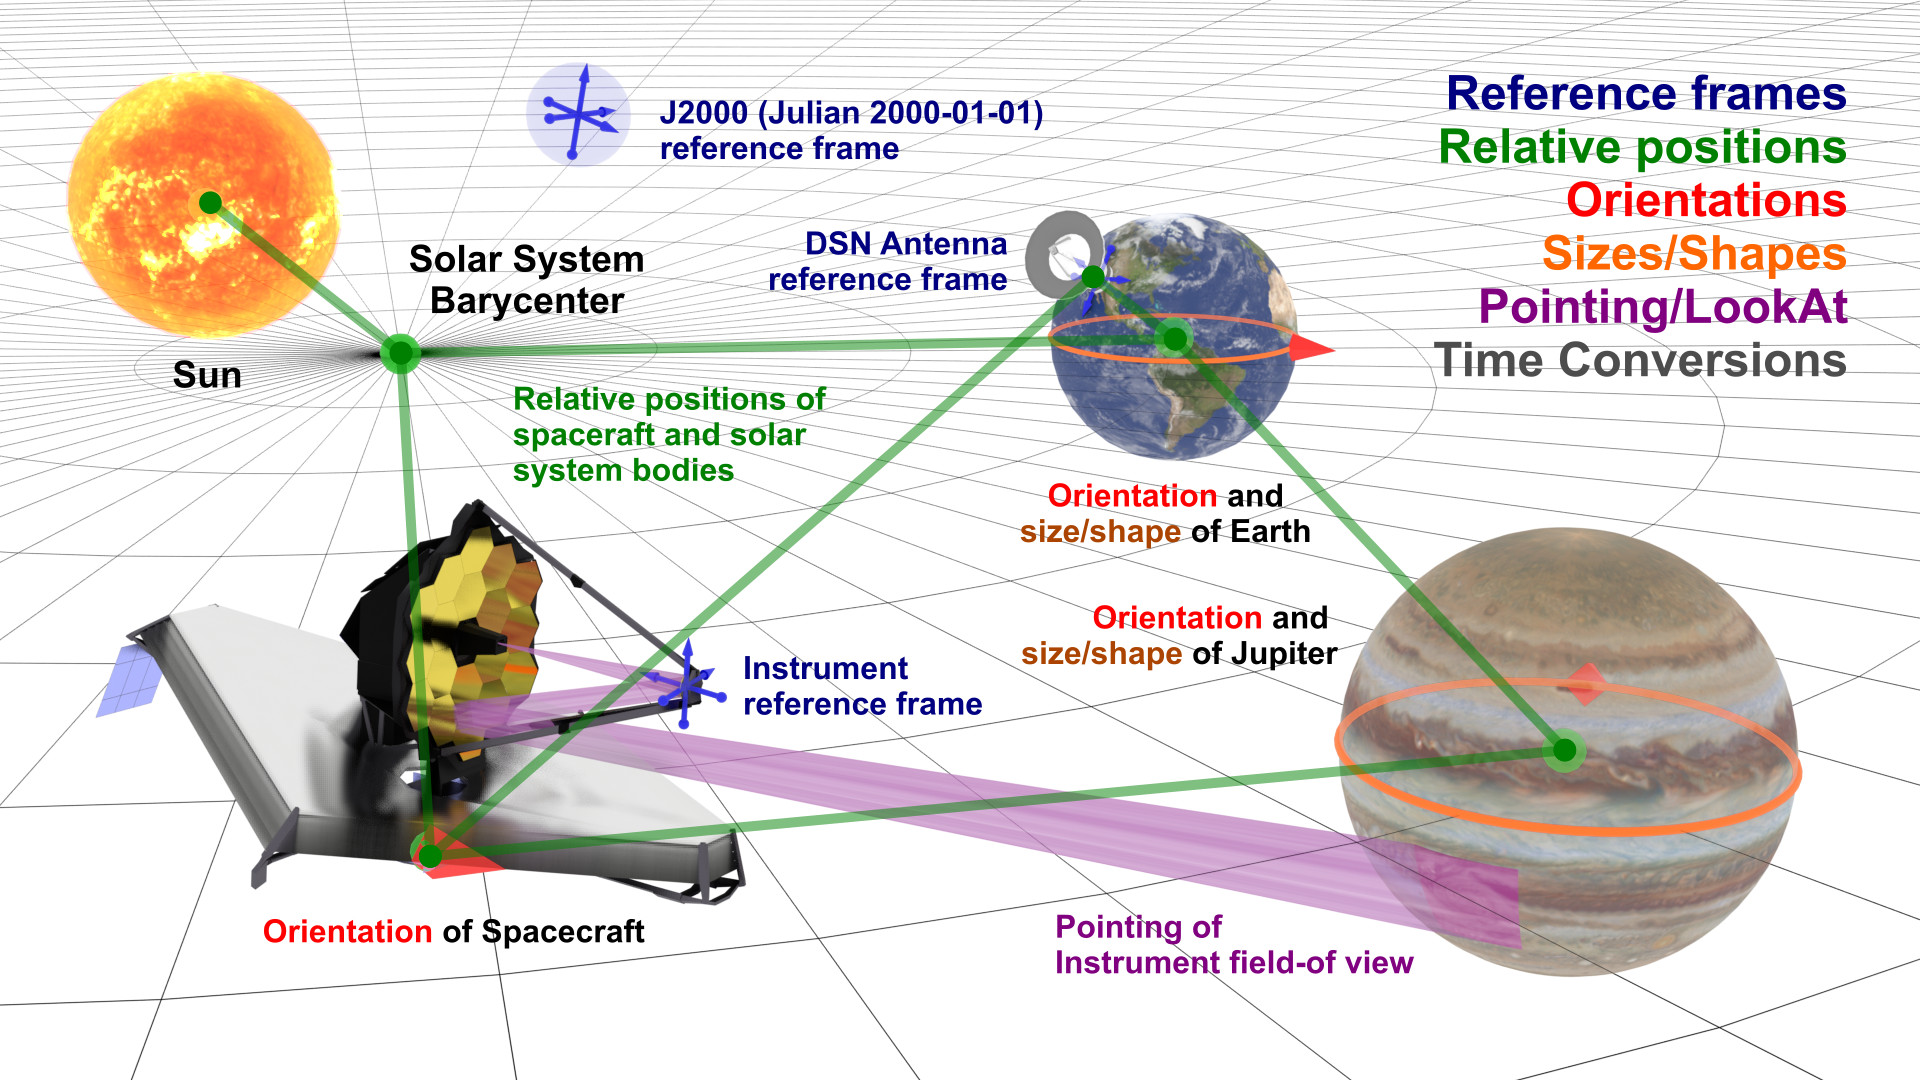 J2000 (Julian 2000-01-01)
reference frame
Reference frames
Relative positions
Orientations
Sizes/Shapes
Pointing/LookAt
Time Conversions
DSN Antenna
reference frame
Solar System
Barycenter
Sun
Relative positions of
spaceraft and solar
system bodies
Orientation and
size/shape of Earth
Orientation and
size/shape of Jupiter
Instrument
reference frame
Orientation of Spacecraft
Pointing of
Instrument field-of view